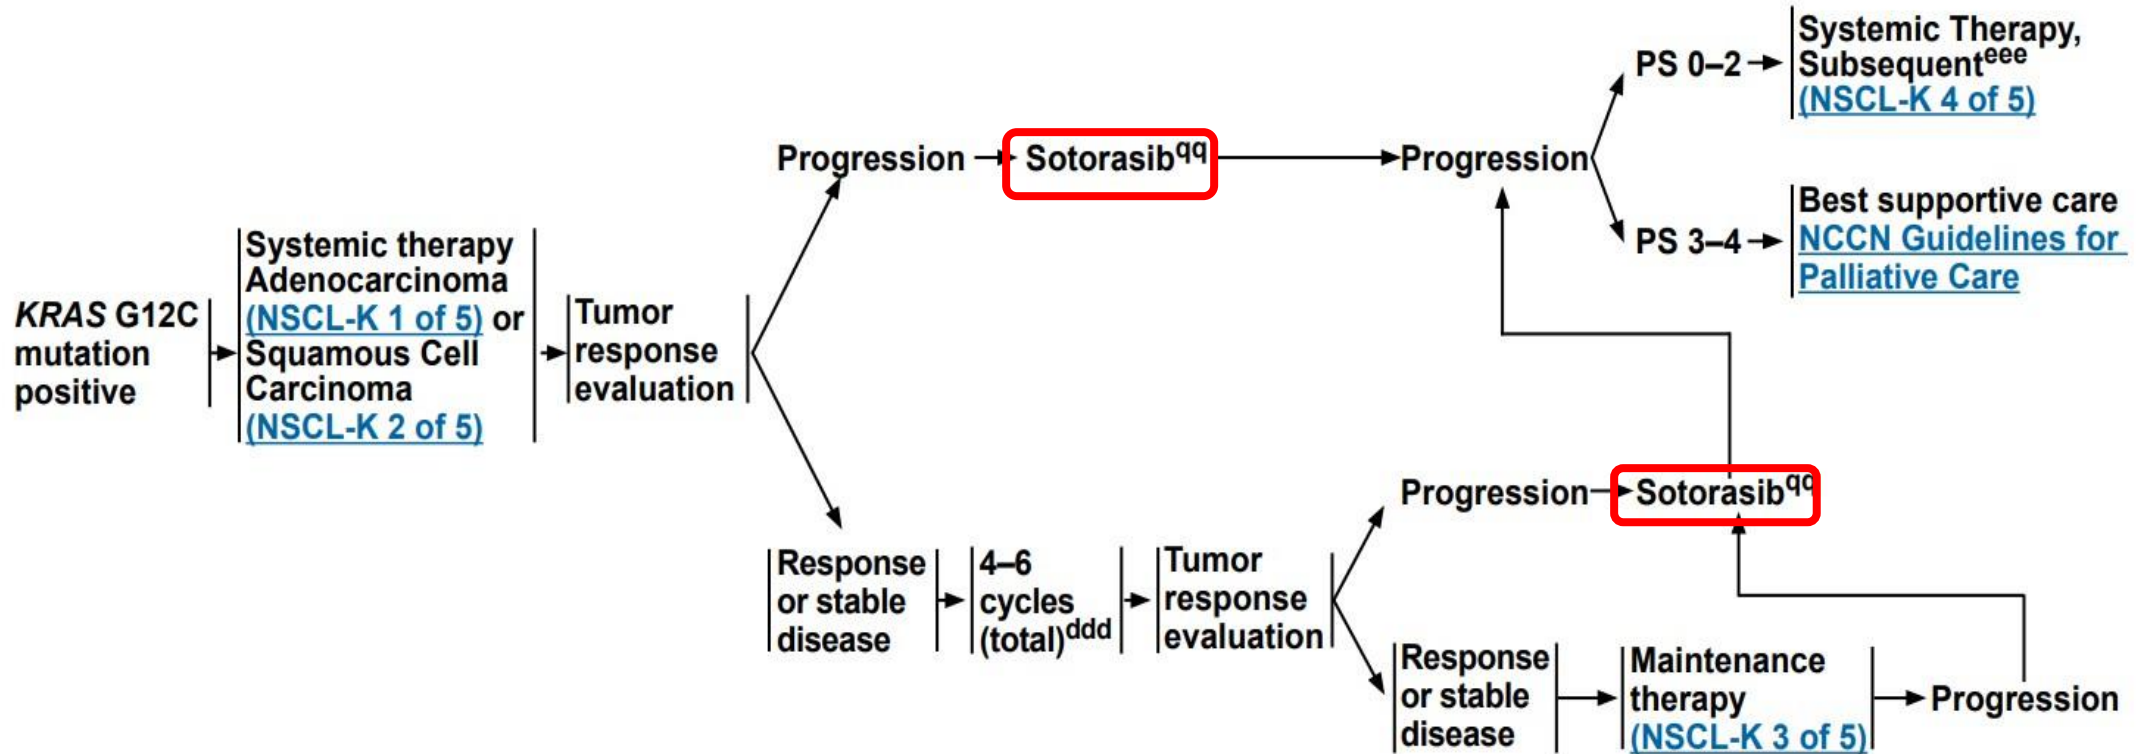 KRAS G12C
mutation
positive
Systemic therapy
Adenocarcinoma
(NSCL-K 1 of 5) or
Squamous Cell
Carcinoma
(NSCL-K 2 of 5)
Tumor
response
evaluation
Progression
Sotorasibqq
Progression
PS 0–2
Systemic Therapy,
Subsequenteee
(NSCL-K 4 of 5)
PS 3–4
Best supportive care
NCCN Guidelines for
Palliative Care
Response
or stable
disease
4–6
cycles
(total)ddd
Tumor
response
evaluation
Progression
Sotorasibqq
Response
or stable
disease
Maintenance
therapy
(NSCL-K 3 of 5)
Progression